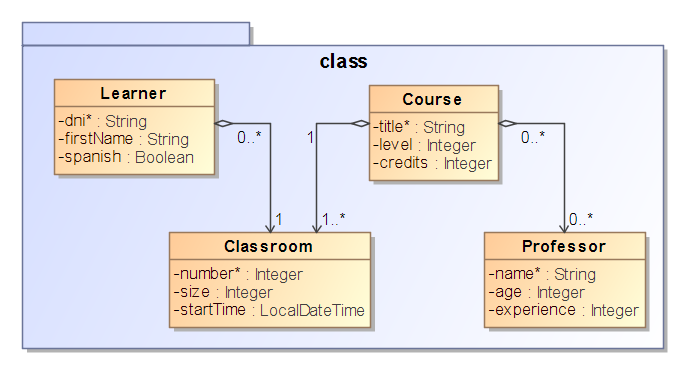 class
Learner
-dni* : String
-firstName : String
-spanish : Boolean
Course
-title* : String
-level : Integer
-credits : Integer
0..*
1
0..*
1
1..*
0..*
Classroom
-number* : Integer
-size : Integer
-startTime : LocalDateTime
Professor
-name* : String
-age : Integer
-experience : Integer